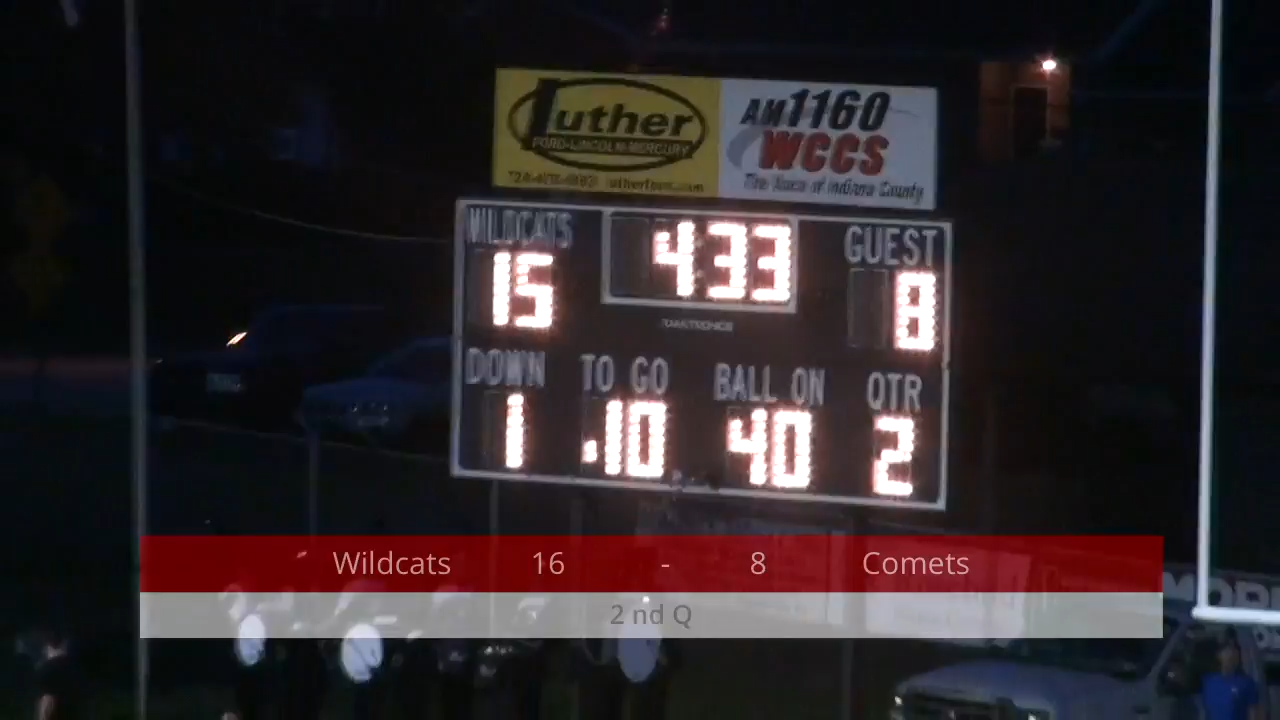 Luther
FORD-LINCOLN-MERCURY
AM1160
WCCS
The Voice of Indiana County
WILDCATS
433
GUEST
15
8
DAKTRONICS
DOWN
TO GO
BALL ON
QTR
1
10
40
2
Wildcats 16 - 8 Comets
2 nd Q